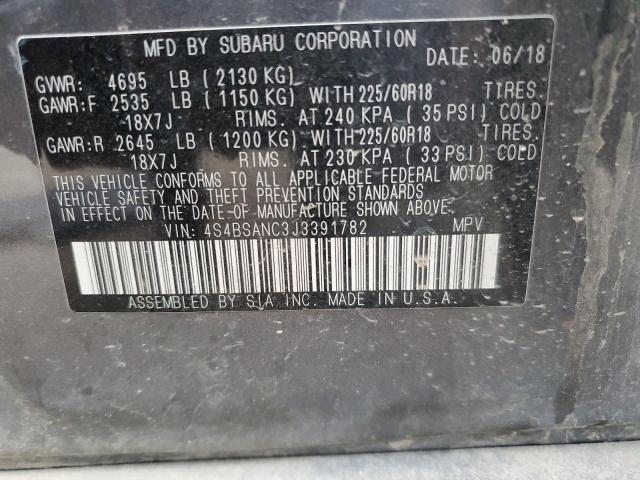 MFD BY SUBARU CORPORATION
DATE: 06/18
GVWR: 4695 LB (2130 KG)
GAWR:F 2535 LB (1150 KG) WITH 225/60R18 TIRES.
18X7J RIMS. AT 240 KPA (35 PSI) COLD
GAWR:R 2645 LB (1200 KG) WITH 225/60R18 TIRES.
18X7J RIMS. AT 230 KPA (33 PSI) COLD
THIS VEHICLE CONFORMS TO ALL APPLICABLE FEDERAL MOTOR
VEHICLE SAFETY AND THEFT PREVENTION STANDARDS
IN EFFECT ON THE DATE OF MANUFACTURE SHOWN ABOVE.
VIN: 4S4BSANC3J3391782 MPV
ASSEMBLED BY SIA INC. MADE IN U.S.A.